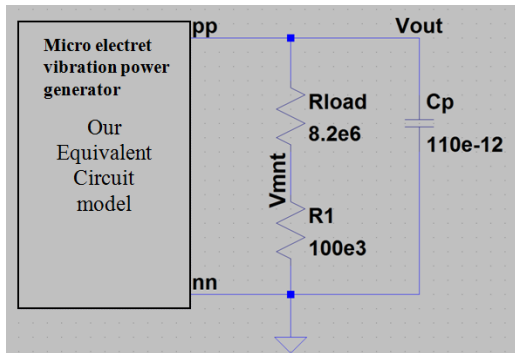 pp
Vout
Micro electret
vibration power
generator
Our
Equivalent
Circuit
model
Rload
8.2e6
Cp
110e-12
Vmnt
R1
100e3
nn